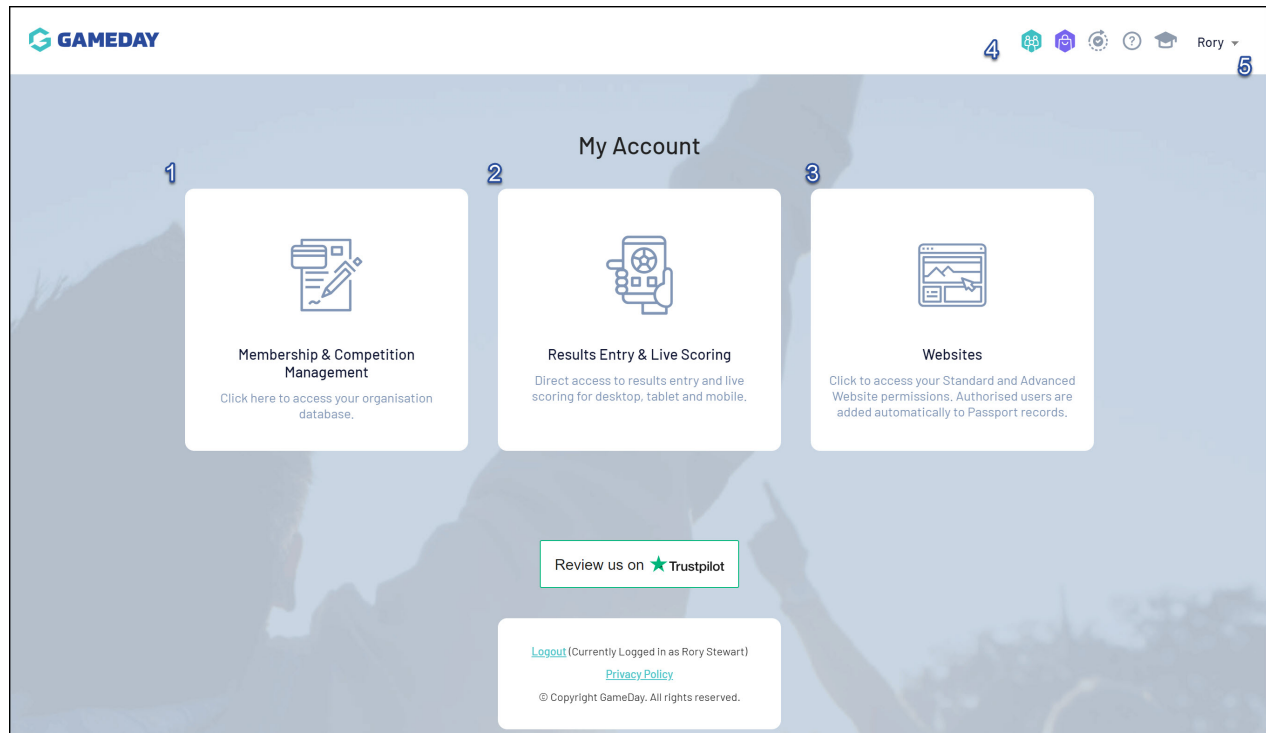 GAMEDAY
4
?
Rory
5
My Account
1
2
3
Membership & Competition
Management
Click here to access your organisation
database.
Results Entry & Live Scoring
Direct access to results entry and live
scoring for desktop, tablet and mobile.
Websites
Click to access your Standard and Advanced
Website permissions. Authorised users are
added automatically to Passport records.
Review us on Trustpilot
Logout (Currently Logged in as Rory Stewart)
Privacy Policy
© Copyright GameDay. All rights reserved.